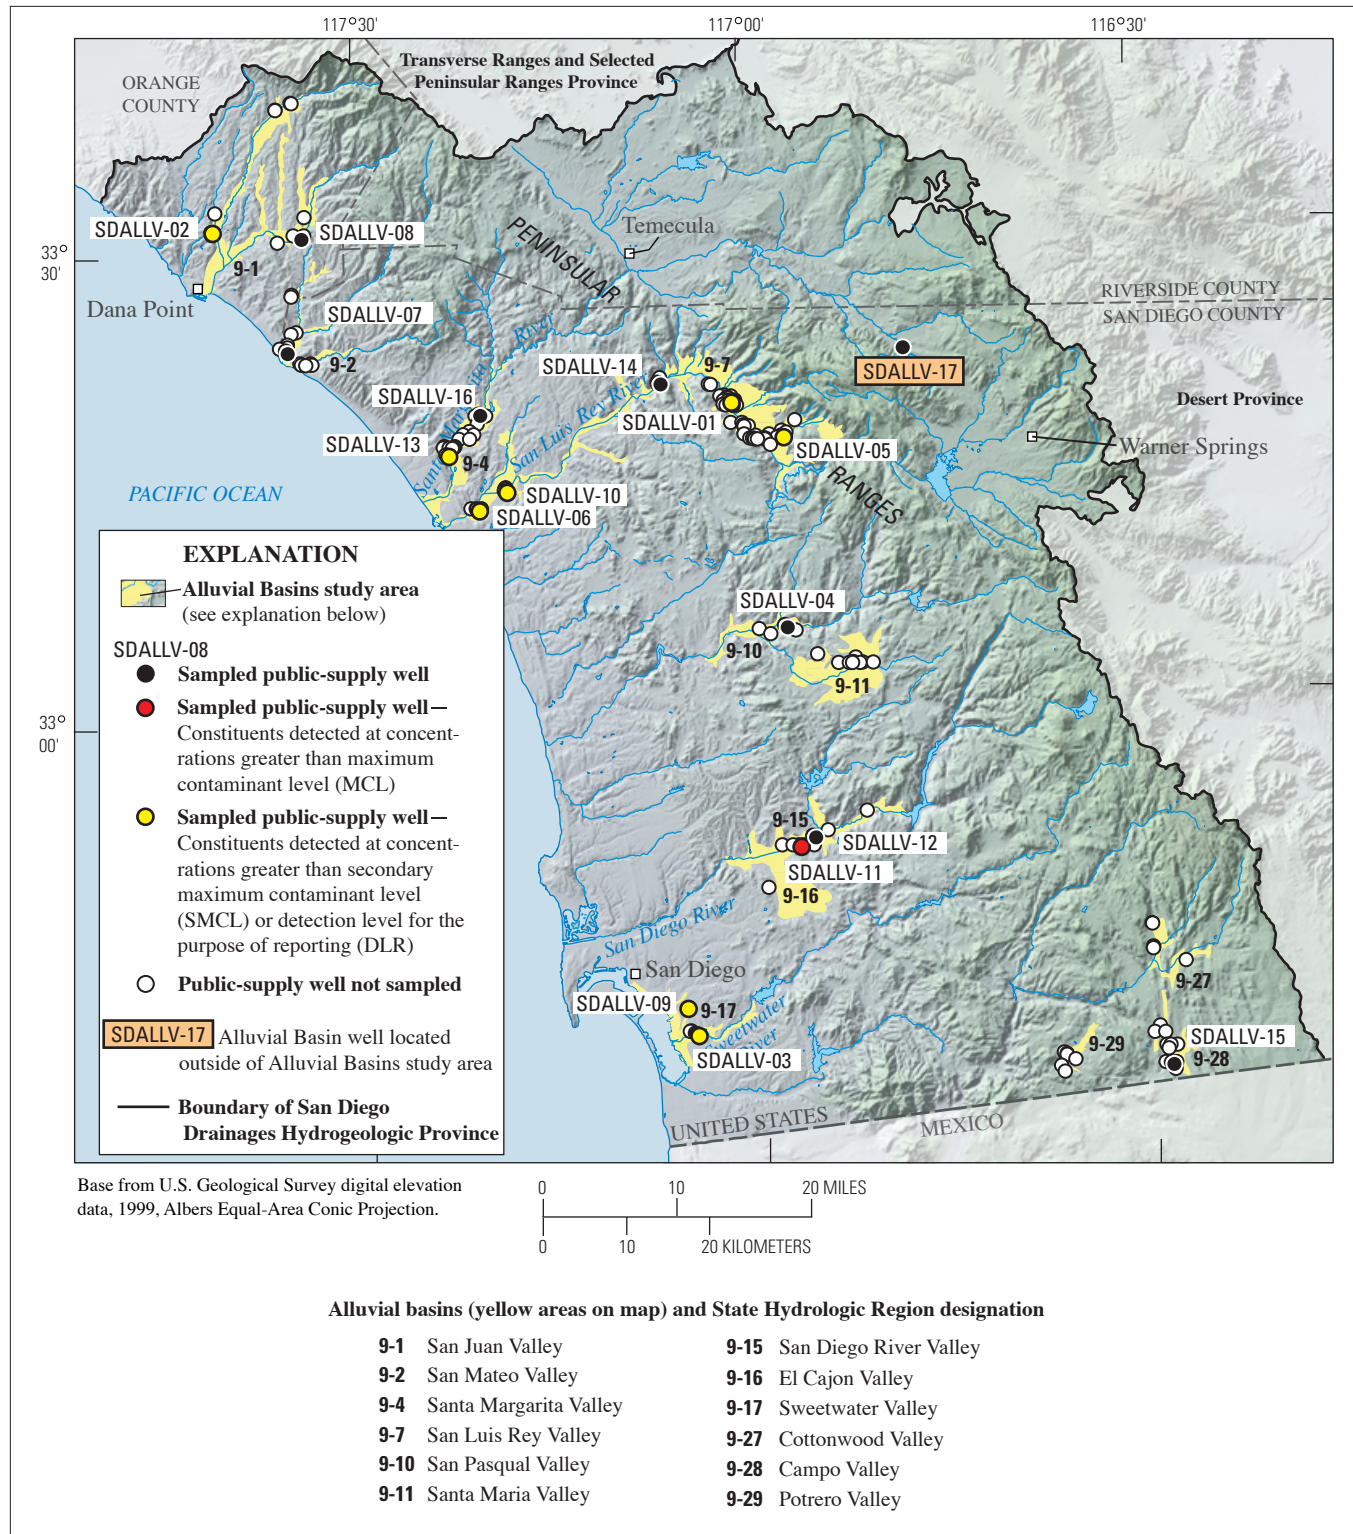 117°30'
117°00'
116°30'
ORANGE
COUNTY
Transverse Ranges and Selected
Peninsular Ranges Province
SDALLV-02
SDALLV-08
33°
30'
9-1
Dana Point
SDALLV-07
9-2
PENINSULAR
Temecula
RIVERSIDE COUNTY
SAN DIEGO COUNTY
SDALLV-17
Desert Province
Warner Springs
SDALLV-14
9-7
SDALLV-16
SDALLV-01
SDALLV-13
SDALLV-05
9-4
Santa Margarita River
San Luis Rey River
RANGES
SDALLV-10
SDALLV-06
PACIFIC OCEAN
EXPLANATION
Alluvial Basins study area
(see explanation below)
SDALLV-08
Sampled public-supply well
Sampled public-supply well—
Constituents detected at concent-
rations greater than maximum
contaminant level (MCL)
Sampled public-supply well—
Constituents detected at concent-
rations greater than secondary
maximum contaminant level
(SMCL) or detection level for the
purpose of reporting (DLR)
Public-supply well not sampled
SDALLV-17 Alluvial Basin well located
outside of Alluvial Basins study area
Boundary of San Diego
Drainages Hydrogeologic Province
SDALLV-04
9-10
9-11
33°
00'
9-15
SDALLV-12
SDALLV-11
9-16
San Diego River
San Diego
SDALLV-09
9-17
Sweetwater
River
SDALLV-03
9-27
9-29
SDALLV-15
9-28
UNITED STATES
MEXICO
Base from U.S. Geological Survey digital elevation
data, 1999, Albers Equal-Area Conic Projection.
0 10 20 MILES
0 10 20 KILOMETERS
Alluvial basins (yellow areas on map) and State Hydrologic Region designation
9-1 San Juan Valley
9-2 San Mateo Valley
9-4 Santa Margarita Valley
9-7 San Luis Rey Valley
9-10 San Pasqual Valley
9-11 Santa Maria Valley
9-15 San Diego River Valley
9-16 El Cajon Valley
9-17 Sweetwater Valley
9-27 Cottonwood Valley
9-28 Campo Valley
9-29 Potrero Valley